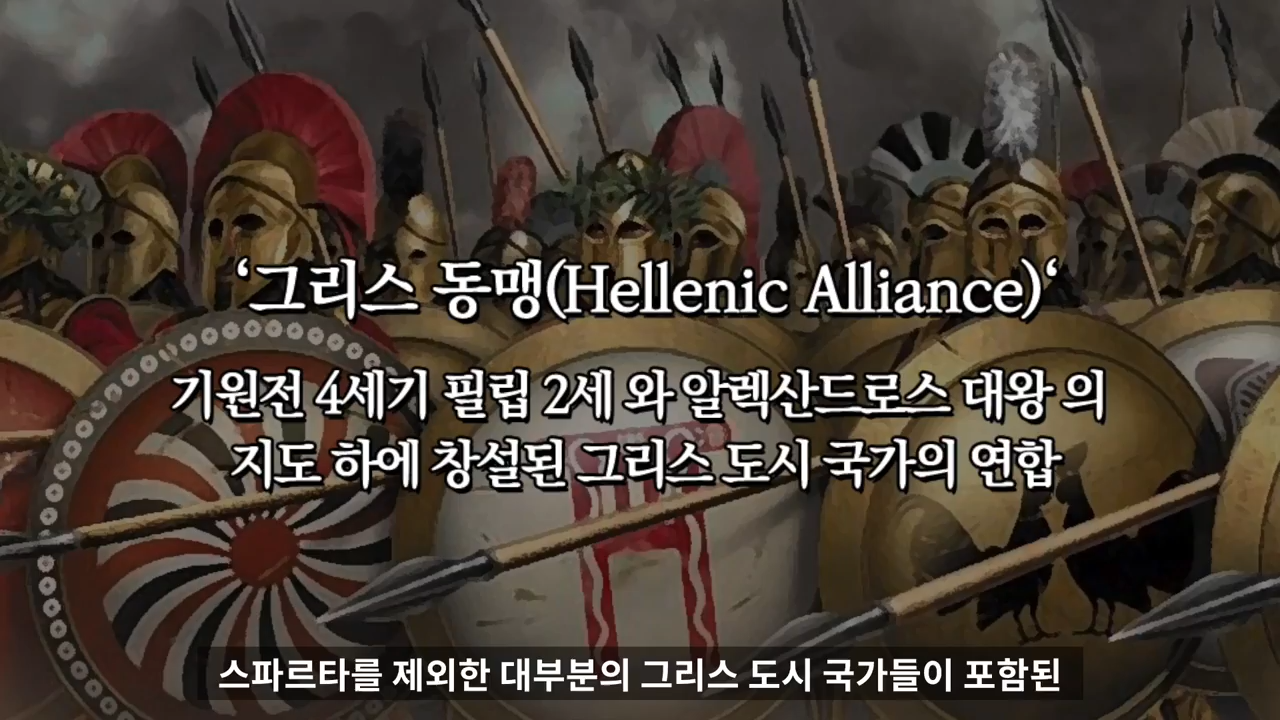 ‘그리스 동맹(Hellenic Alliance)‘
기원전 4세기 필립 2세 와 알렉산드로스 대왕 의
지도 하에 창설된 그리스 도시 국가의 연합
스파르타를 제외한 대부분의 그리스 도시 국가들이 포함된